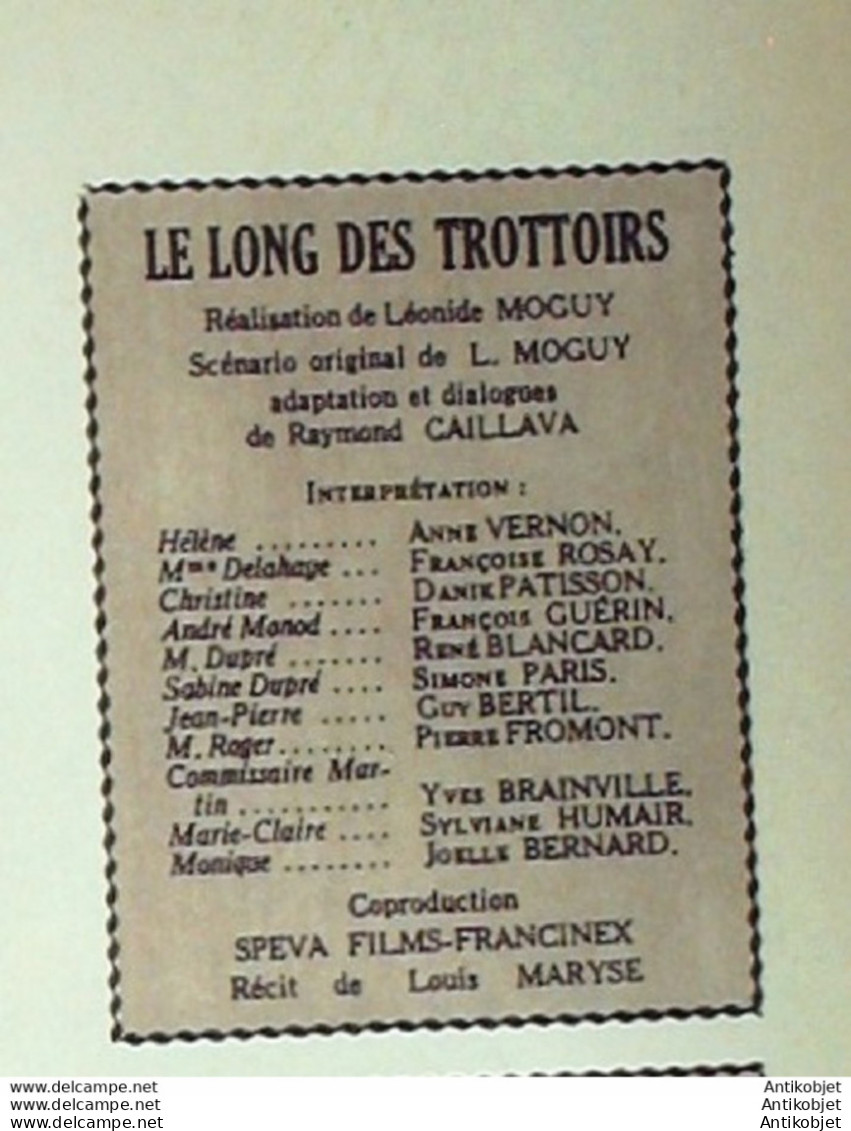 LE LONG DES TROTTOIRS
Réalisation de Léonide MOGUY
Scénario original de L. MOGUY
adaptation et dialogues
de Raymond CAILLAVA
INTERPRÉTATION :
Hélène ......... ANNE VERNON.
Mme Delahaye ... FRANÇOISE ROSAY.
Christine ....... DANIK PATISSON.
André Monod .... FRANÇOIS GUÉRIN.
M. Dupré ....... RENÉ BLANCARD.
Sabine Dupré .... SIMONE PARIS.
Jean-Pierre ..... GUY BERTIL.
M. Roger........ PIERRE FROMONT.
Commissaire Mar-
tin ........... YVES BRAINVILLE.
Marie-Claire .... SYLVIANE HUMAIR.
Monique ........ JOELLE BERNARD.
Coproduction
SPEVA FILMS-FRANCINEX
Récit de Louis MARYSE
www.delcampe.net Antikobjet
www.delcampe.net Antikobjet
www.delcampe.net Antikobjet